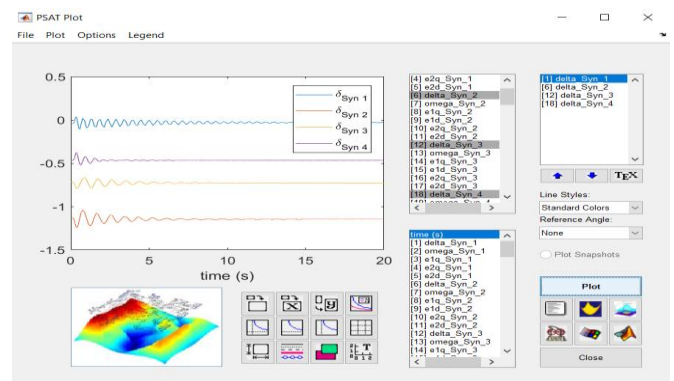 PSAT Plot
File Plot Options Legend
0.5
0
-0.5
-1
-1.5
0 5 10 15 20
time (s)
δSyn 1
δSyn 2
δSyn 3
δSyn 4
[4] e2q_Syn_1
[5] e2d_Syn_1
[6] delta_Syn_2
[7] omega_Syn_2
[8] e1q_Syn_2
[9] e1d_Syn_2
[10] e2q_Syn_2
[11] e2d_Syn_2
[12] delta_Syn_3
[13] omega_Syn_3
[14] e1q_Syn_3
[15] e1d_Syn_3
[16] e2q_Syn_3
[17] e2d_Syn_3
[18] delta_Syn_4
time (s)
[1] delta_Syn_1
[2] omega_Syn_1
[3] e1q_Syn_1
[4] e2q_Syn_1
[5] e2d_Syn_1
[6] delta_Syn_2
[7] omega_Syn_2
[8] e1q_Syn_2
[9] e1d_Syn_2
[10] e2q_Syn_2
[11] e2d_Syn_2
[12] delta_Syn_3
[13] omega_Syn_3
[14] e1q_Syn_3
[1] delta_Syn_1
[6] delta_Syn_2
[12] delta_Syn_3
[18] delta_Syn_4
TEX
Line Styles:
Standard Colors
Reference Angle:
None
Plot Snapshots
Plot
Close